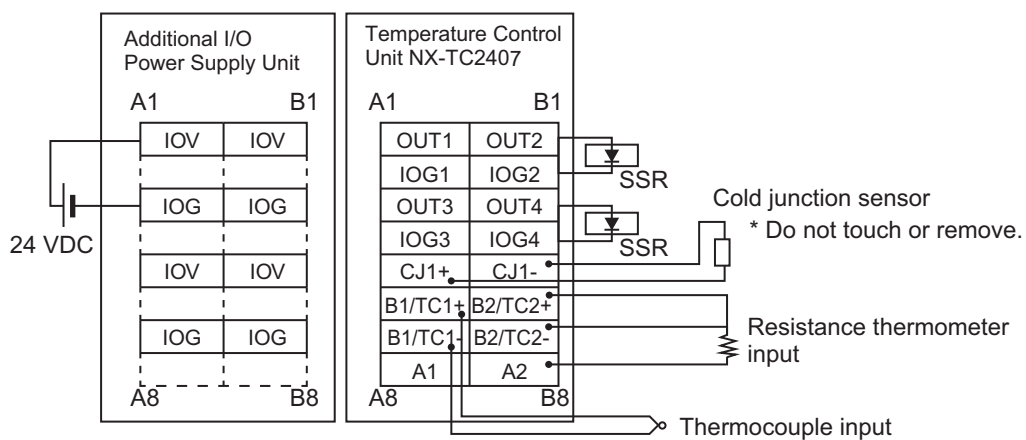 Additional I/O
Power Supply Unit
A1 B1
IOV IOV
IOG IOG
IOV IOV
IOG IOG
A8 B8
24 VDC
Temperature Control
Unit NX-TC2407
A1 B1
OUT1 OUT2
IOG1 IOG2
OUT3 OUT4
IOG3 IOG4
CJ1+ CJ1-
B1/TC1+ B2/TC2+
B1/TC1- B2/TC2-
A1 A2
A8 B8
SSR
SSR
Cold junction sensor
* Do not touch or remove.
Resistance thermometer
input
Thermocouple input